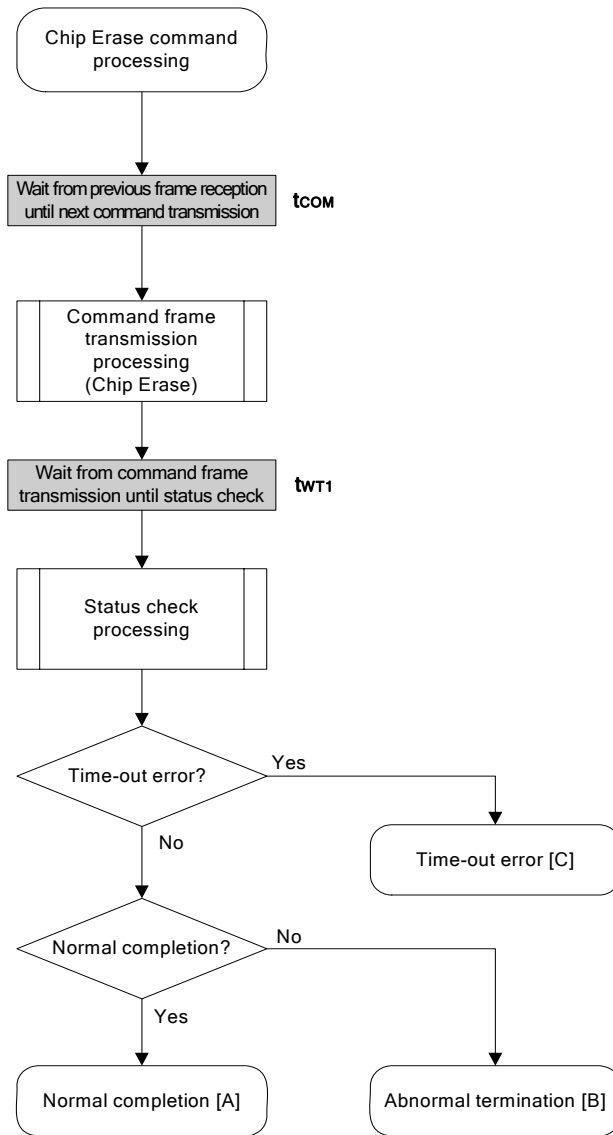 Chip Erase command
processing
Wait from previous frame reception
until next command transmission
tCOM
Command frame
transmission
processing
(Chip Erase)
Wait from command frame
transmission until status check
tWT1
Status check
processing
Time-out error?
Yes
No
Time-out error [C]
Normal completion?
No
Yes
Normal completion [A]
Abnormal termination [B]